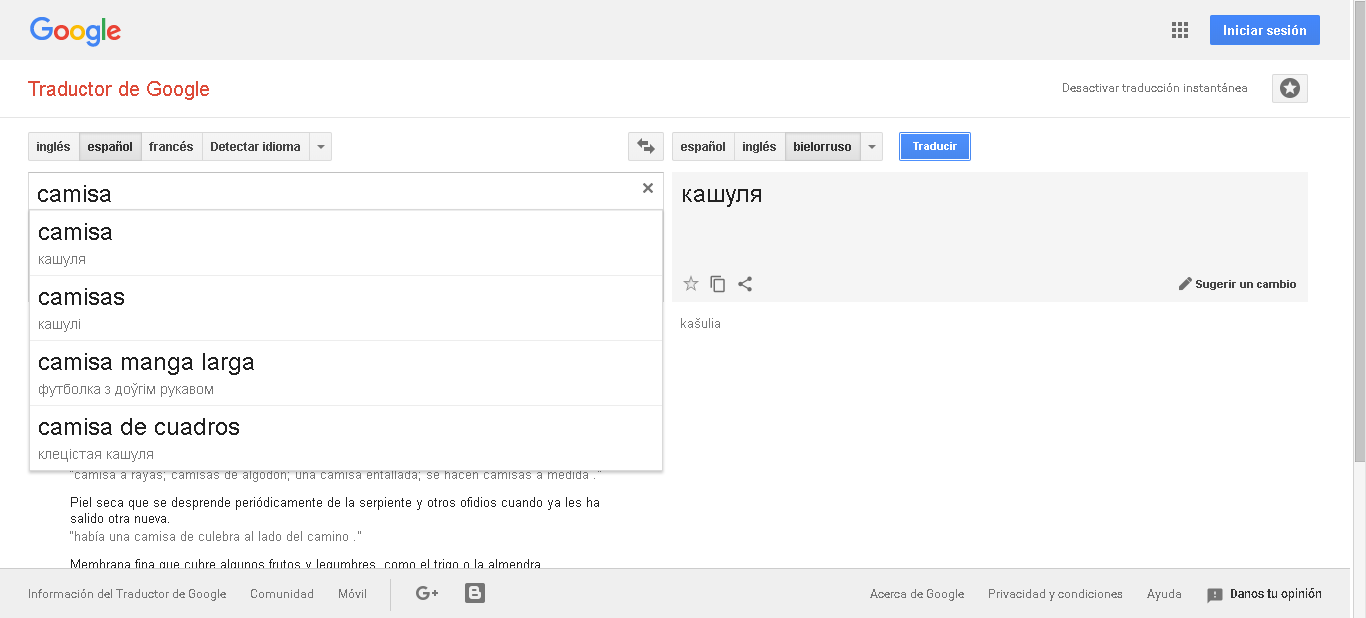 Google
Iniciar sesión
Traductor de Google
Desactivar traducción instantánea
inglés español francés Detectar idioma
español inglés bielorruso Traducir
camisa
camisa
кашуля
camisas
кашулі
camisa manga larga
футболка з доўгім рукавом
camisa de cuadros
клецістая кашуля
кашуля
Sugerir un cambio
kašulia
"camisa a rayas; camisas de algodón; una camisa entallada; se hacen camisas a medida ."
Piel seca que se desprende periódicamente de la serpiente y otros ofidios cuando ya les ha
salido otra nueva.
"había una camisa de culebra al lado del camino ."
Membrana fina que cubre algunos frutos y legumbres, como el trigo o la almendra.
Información del Traductor de Google Comunidad Móvil G+ B Acerca de Google Privacidad y condiciones Ayuda Danos tu opinión